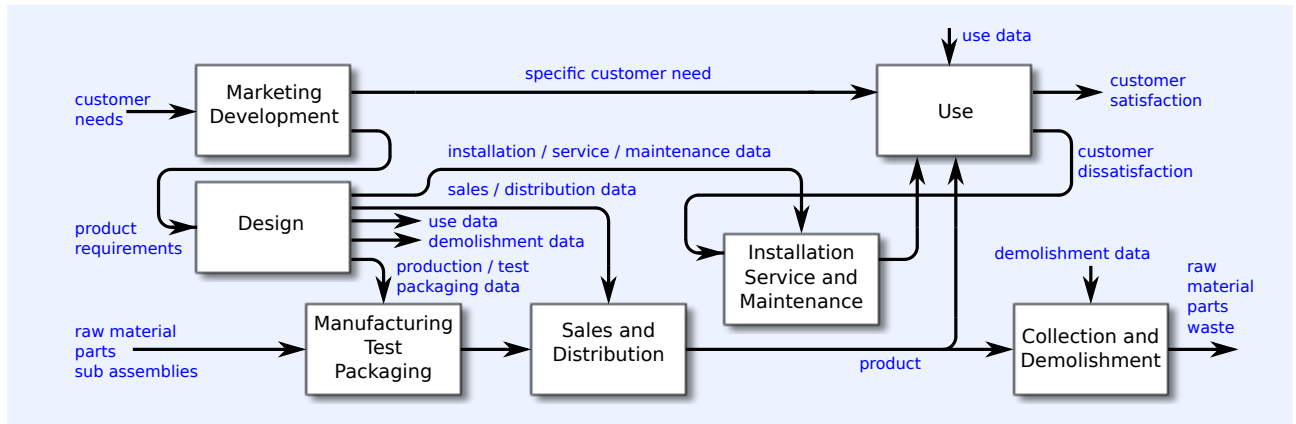 use data
Marketing
Development
specific customer need
Use
customer
needs
customer
satisfaction
installation / service / maintenance data
customer
dissatisfaction
sales / distribution data
Design
product
requirements
use data
demolishment data
production / test
packaging data
Installation
Service and
Maintenance
demolishment data
raw
material
parts
waste
raw material
parts
sub assemblies
Manufacturing
Test
Packaging
Sales and
Distribution
product
Collection and
Demolishment